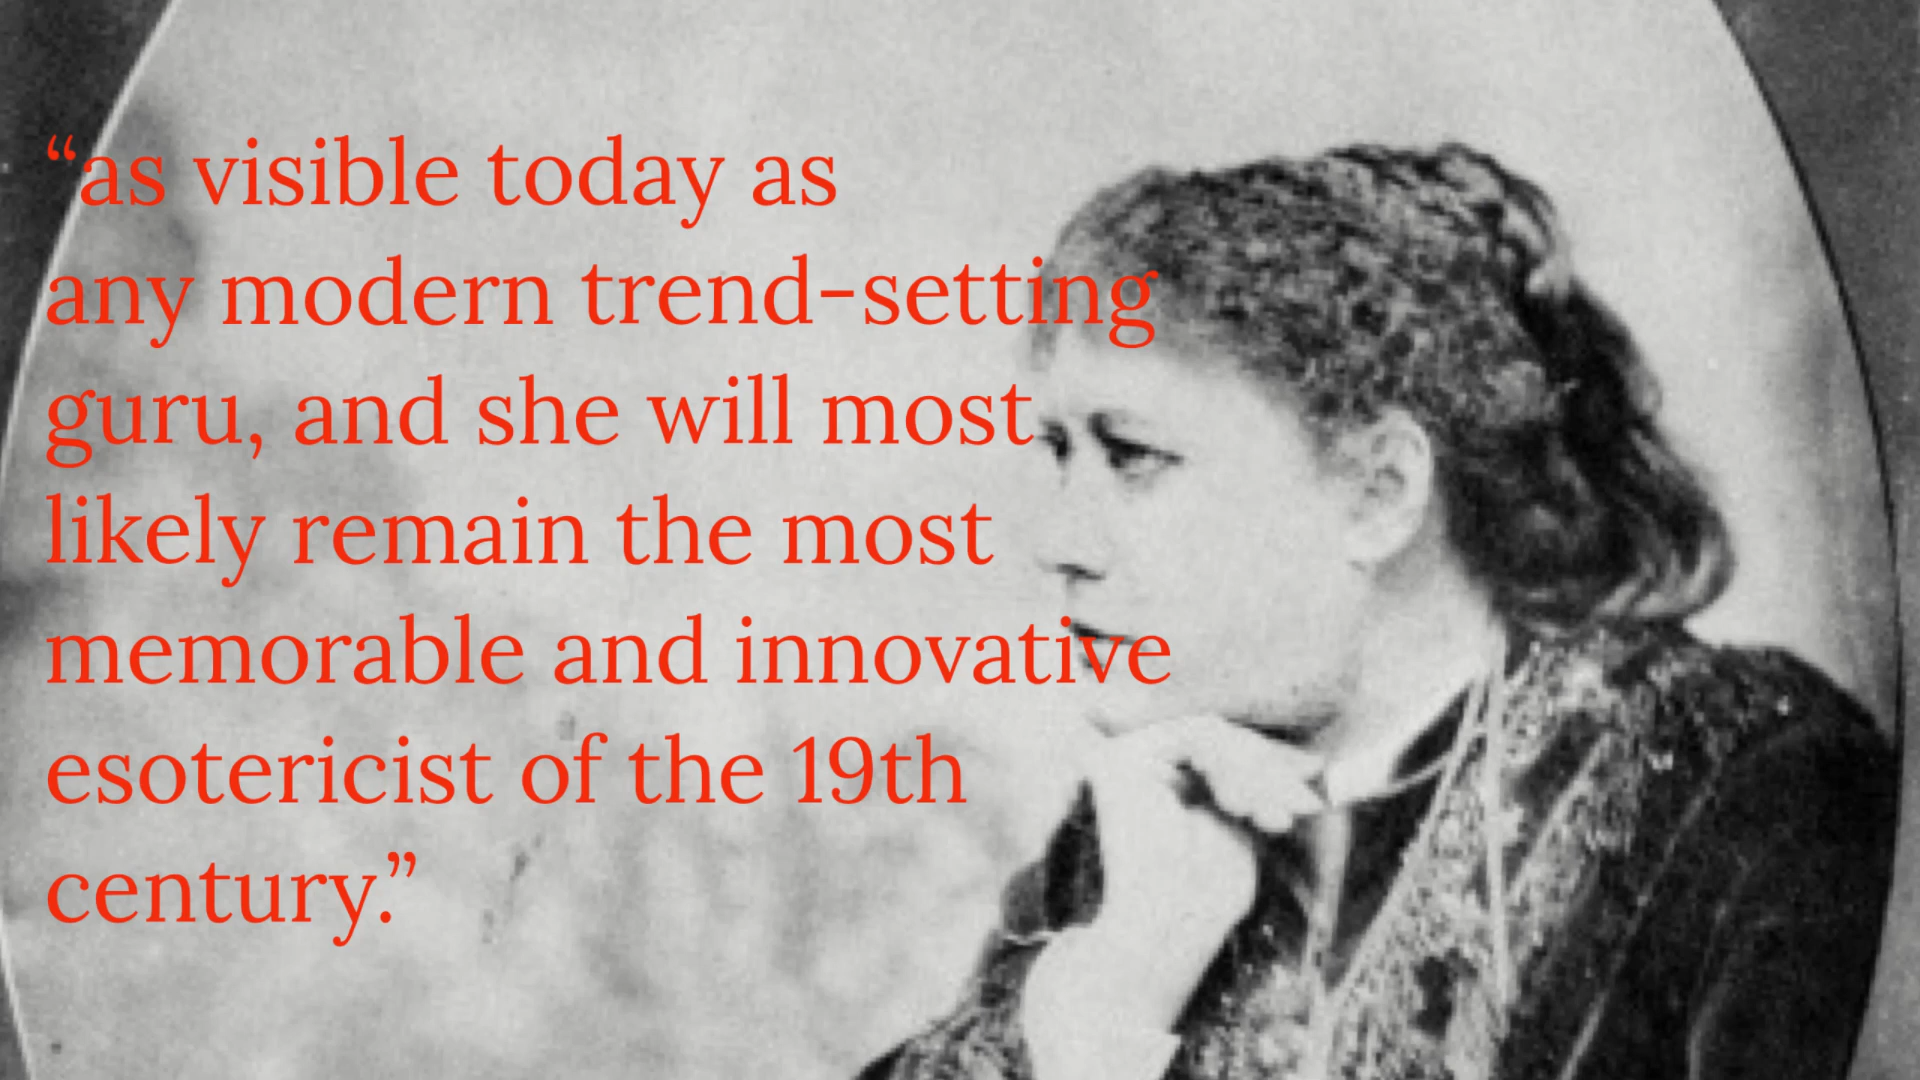 “as visible today as
any modern trend-setting
guru, and she will most
likely remain the most
memorable and innovative
esotericist of the 19th
century.”